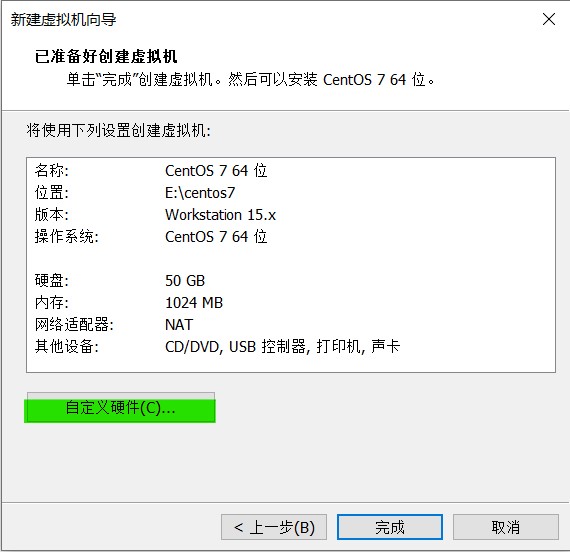 新建虚拟机向导
已准备好创建虚拟机
单击“完成”创建虚拟机。然后可以安装 CentOS 7 64 位。
将使用下列设置创建虚拟机:
名称: CentOS 7 64 位
位置: E:\centos7
版本: Workstation 15.x
操作系统: CentOS 7 64 位
硬盘: 50 GB
内存: 1024 MB
网络适配器: NAT
其他设备: CD/DVD, USB 控制器, 打印机, 声卡
自定义硬件(C)...
< 上一步(B) 完成 取消